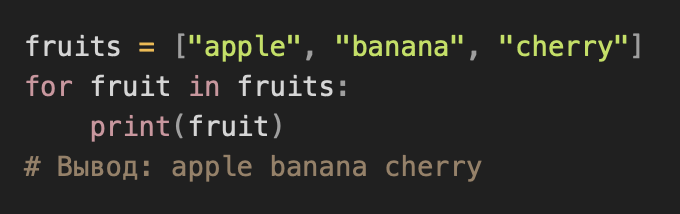 fruits = ["apple", "banana", "cherry"]
for fruit in fruits:
    print(fruit)
# Вывод: apple banana cherry